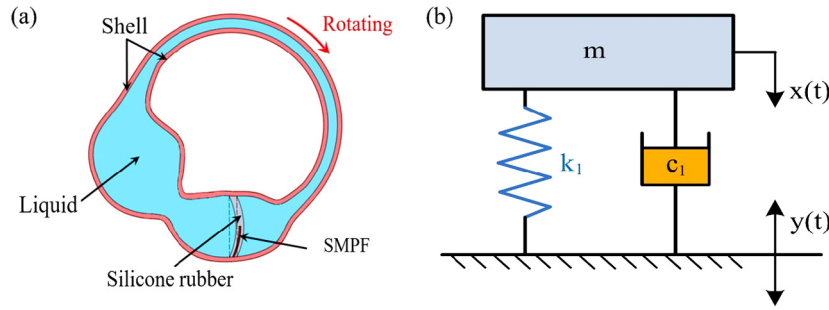 (a)
Shell
Rotating
Liquid
SMPF
Silicone rubber
(b)
m
x(t)
k₁
c₁
y(t)